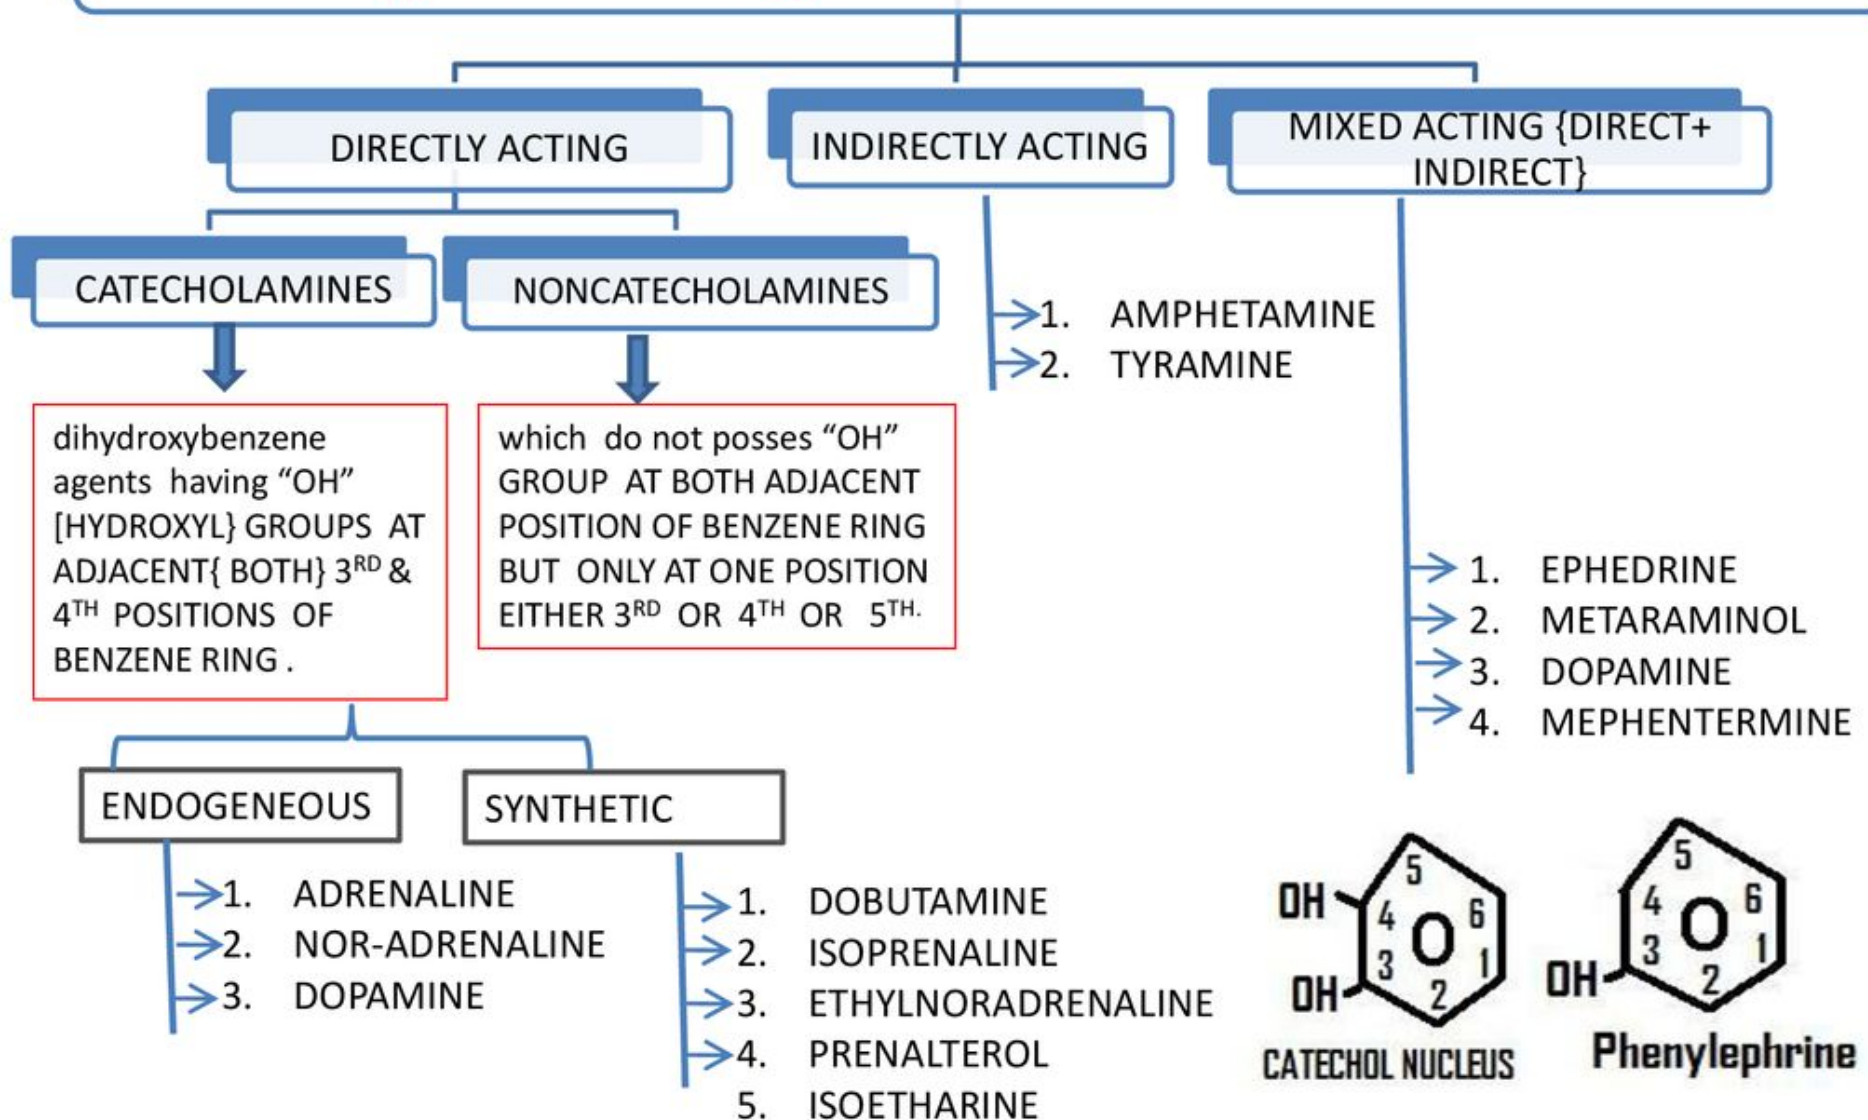 DIRECTLY ACTING
INDIRECTLY ACTING
MIXED ACTING {DIRECT+
INDIRECT}
CATECHOLAMINES
NONCATECHOLAMINES
dihydroxybenzene
agents having “OH”
[HYDROXYL} GROUPS AT
ADJACENT{ BOTH} 3RD &
4TH POSITIONS OF
BENZENE RING .
which do not posses “OH”
GROUP AT BOTH ADJACENT
POSITION OF BENZENE RING
BUT ONLY AT ONE POSITION
EITHER 3RD OR 4TH OR 5TH.
1. AMPHETAMINE
2. TYRAMINE
1. EPHEDRINE
2. METARAMINOL
3. DOPAMINE
4. MEPHENTERMINE
ENDOGENEOUS
SYNTHETIC
1. ADRENALINE
2. NOR-ADRENALINE
3. DOPAMINE
1. DOBUTAMINE
2. ISOPRENALINE
3. ETHYLNORADRENALINE
4. PRENALTEROL
5. ISOETHARINE
5
OH 4 6
O
OH 3 1
2
CATECHOL NUCLEUS
5
4 6
O
3 1
OH 2
Phenylephrine